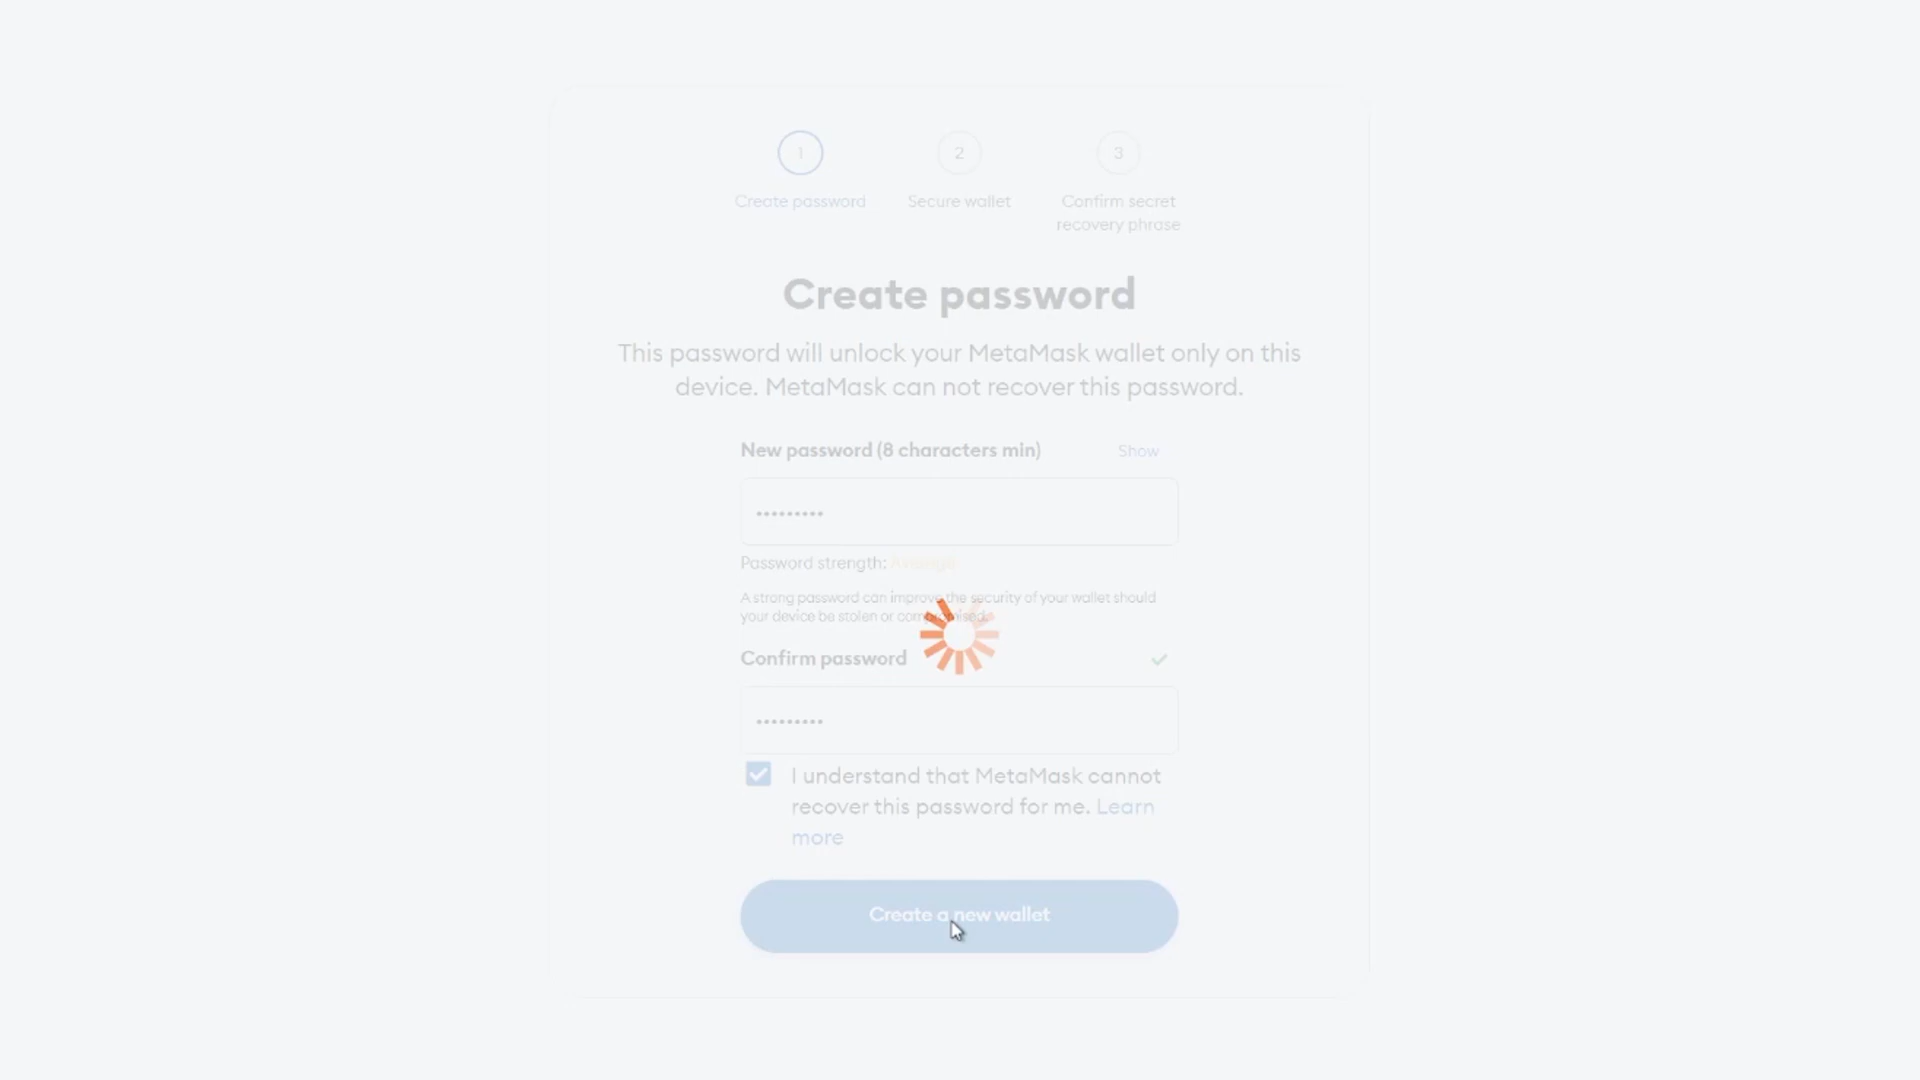 1
2
3
Create password
Secure wallet
Confirm secret
recovery phrase
Create password
This password will unlock your MetaMask wallet only on this
device. MetaMask can not recover this password.
New password (8 characters min)
Show
•••••••••
Password strength: Average
A strong password can improve the security of your wallet should
your device be stolen or compromised.
Confirm password
•••••••••
I understand that MetaMask cannot
recover this password for me. Learn
more
Create a new wallet